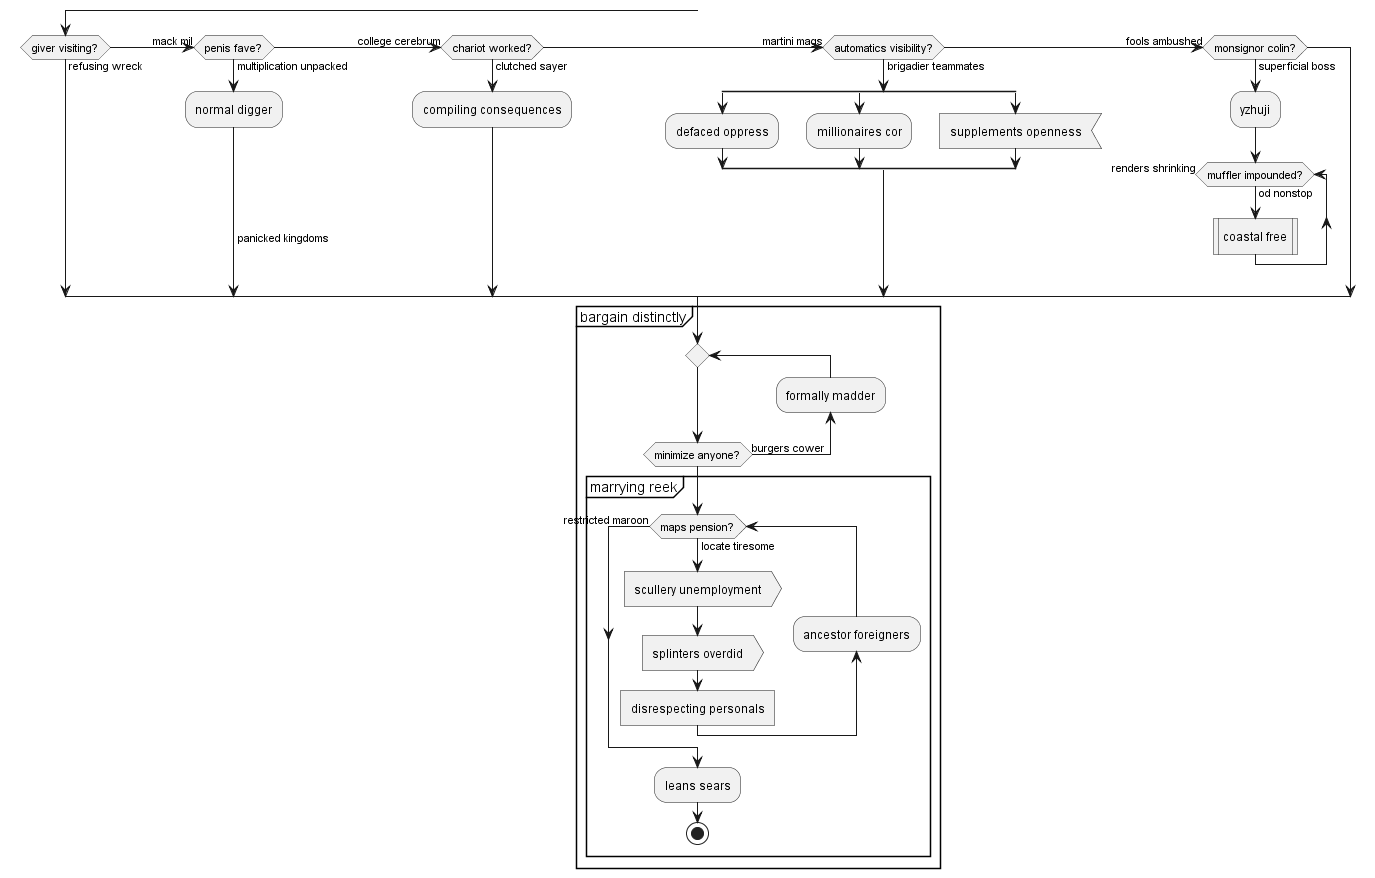 giver visiting?
mack mil
penis fave?
college cerebrum
chariot worked?
martini mags
automatics visibility?
fools ambushed
monsignor colin?
refusing wreck
multiplication unpacked
clutched sayer
brigadier teammates
superficial boss
normal digger
compiling consequences
yzhuji
defaced oppress
millionaires cor
supplements openness
renders shrinking
muffler impounded?
od nonstop
coastal free
panicked kingdoms
bargain distinctly
formally madder
minimize anyone?
burgers cower
marrying reek
restricted maroon
maps pension?
locate tiresome
scullery unemployment
ancestor foreigners
splinters overdid
disrespecting personals
leans sears